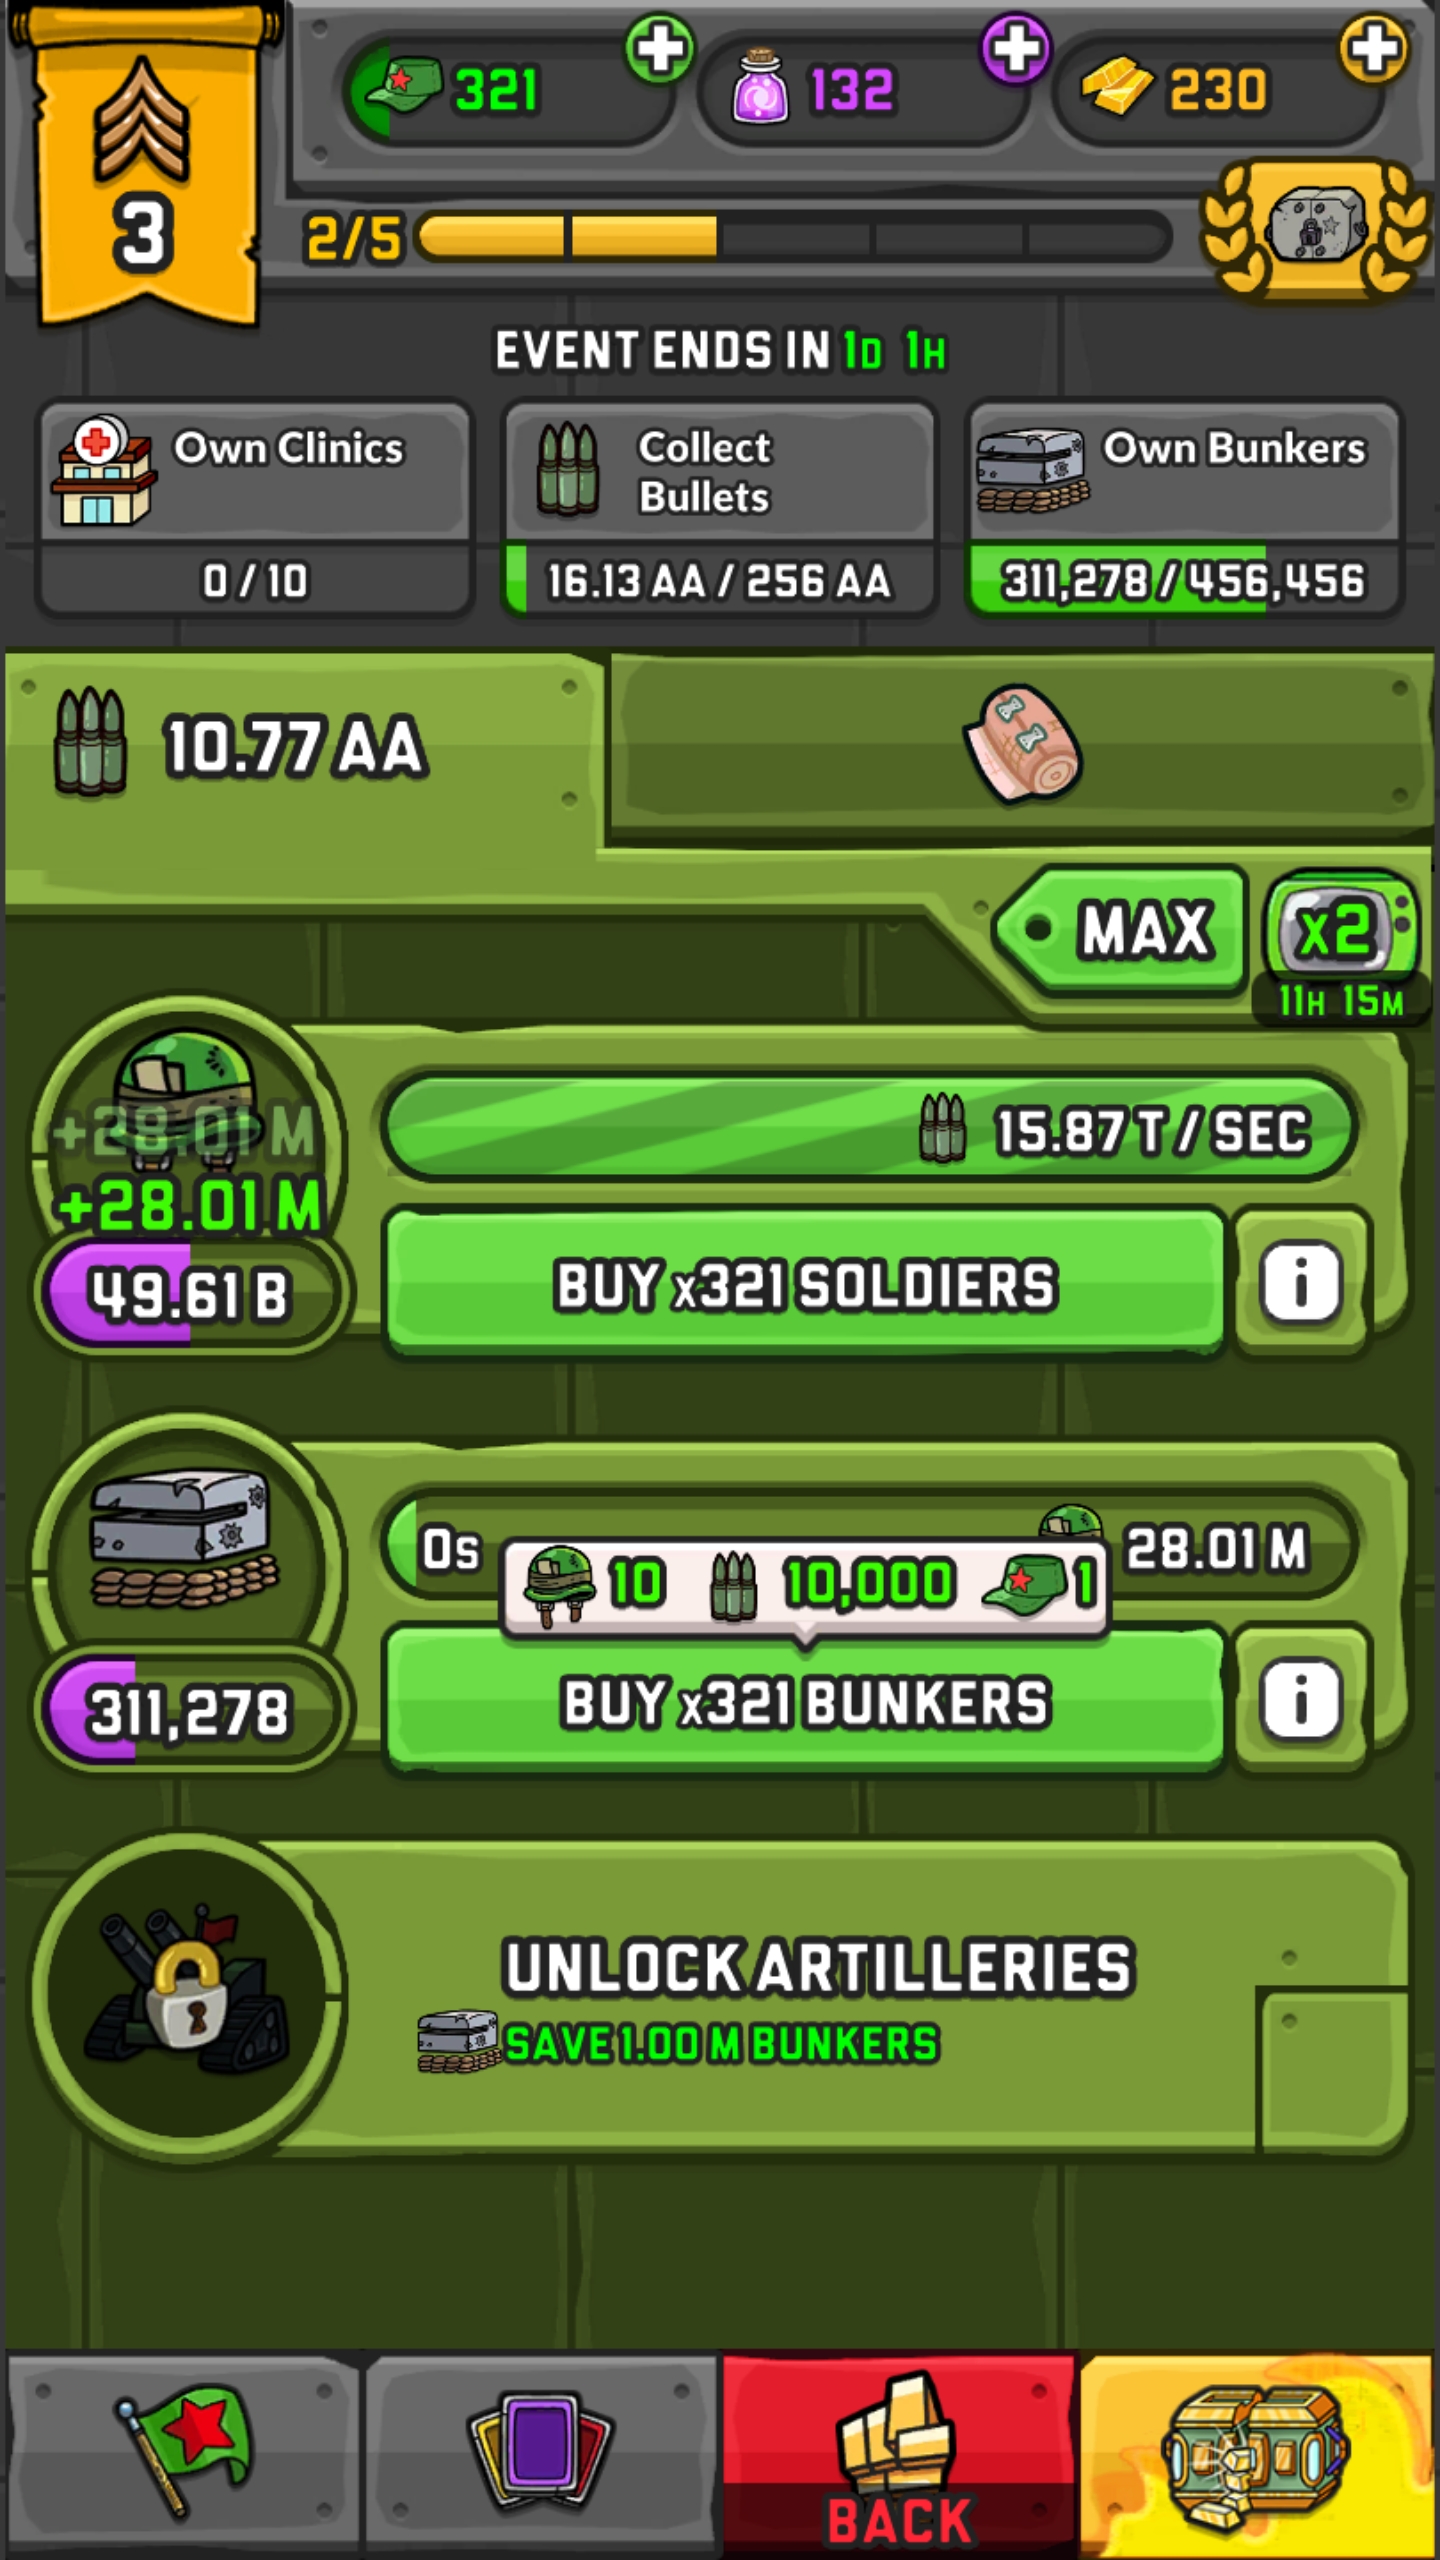 321
132
230
3
2/5
EVENT ENDS IN 1D 1H
Own Clinics
0 / 10
Collect
Bullets
16.13 AA / 256 AA
Own Bunkers
311,278 / 456,456
10.77 AA
MAX
x2
11H 15M
+28.01 M
+28.01 M
49.61 B
15.87 T / SEC
BUY x321 SOLDIERS
i
0s
28.01 M
10
10,000
1
311,278
BUY x321 BUNKERS
i
UNLOCK ARTILLERIES
SAVE 1.00 M BUNKERS
BACK